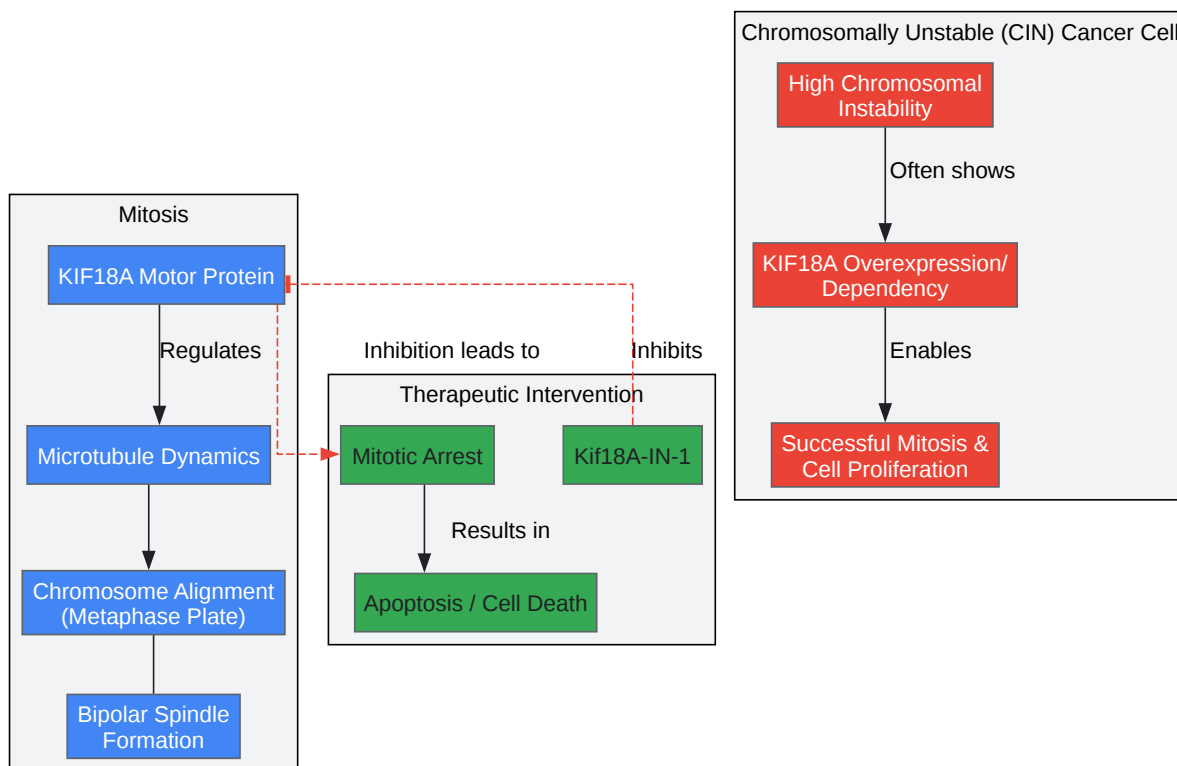 Chromosomally Unstable (CIN) Cancer Cell
High Chromosomal
Instability
Often shows
KIF18A Overexpression/
Dependency
Enables
Successful Mitosis &
Cell Proliferation
Mitosis
KIF18A Motor Protein
Regulates
Microtubule Dynamics
Chromosome Alignment
(Metaphase Plate)
Bipolar Spindle
Formation
Inhibition leads to
Inhibits
Therapeutic Intervention
Mitotic Arrest
Kif18A-IN-1
Results in
Apoptosis / Cell Death